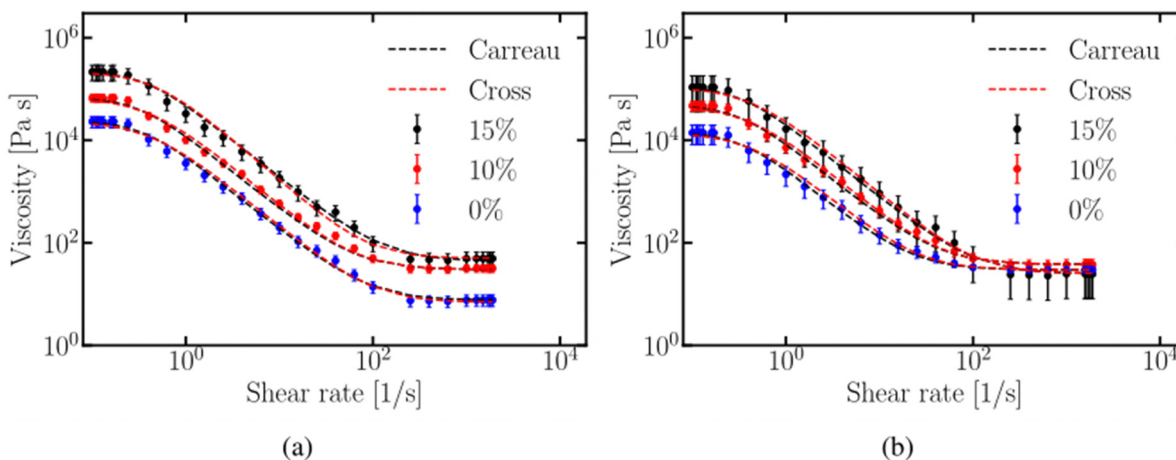 10^6
10^4
10^2
10^0
Viscosity [Pa s]
Carreau
Cross
15%
10%
0%
10^0 10^2 10^4
Shear rate [1/s]
(a)
10^6
10^4
10^2
10^0
Viscosity [Pa s]
Carreau
Cross
15%
10%
0%
10^0 10^2 10^4
Shear rate [1/s]
(b)